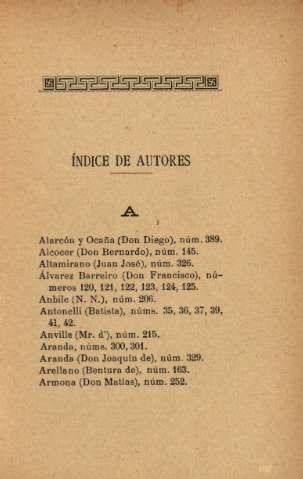 ÍNDICE DE AUTORES
A
Alarcón y Ocaña (Don Diego), núm. 389.
Alcocer (Don Bernardo), núm. 145.
Altamirano (Juan José), núm. 326.
Álvarez Barreiro (Don Francisco), nú-
meros 120, 121, 122, 123, 124, 125.
Anbile (N. N.), núm. 206.
Antonelli (Batista), núms. 35, 36, 37, 39,
41, 42.
Anville (Mr. d'), núm. 215.
Aranda, núms. 300, 301.
Aranda (Don Joaquín de), núm. 329.
Arellano (Bentura de), núm. 163.
Armona (Don Matías), núm. 252.